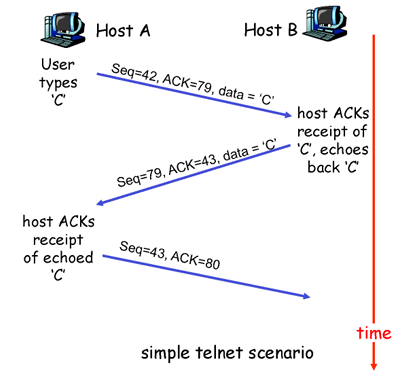 Host A
Host B
User
types
‘C’
Seq=42, ACK=79, data = ‘C’
host ACKs
receipt of
‘C’, echoes
back ‘C’
Seq=79, ACK=43, data = ‘C’
host ACKs
receipt
of echoed
‘C’
Seq=43, ACK=80
time
simple telnet scenario